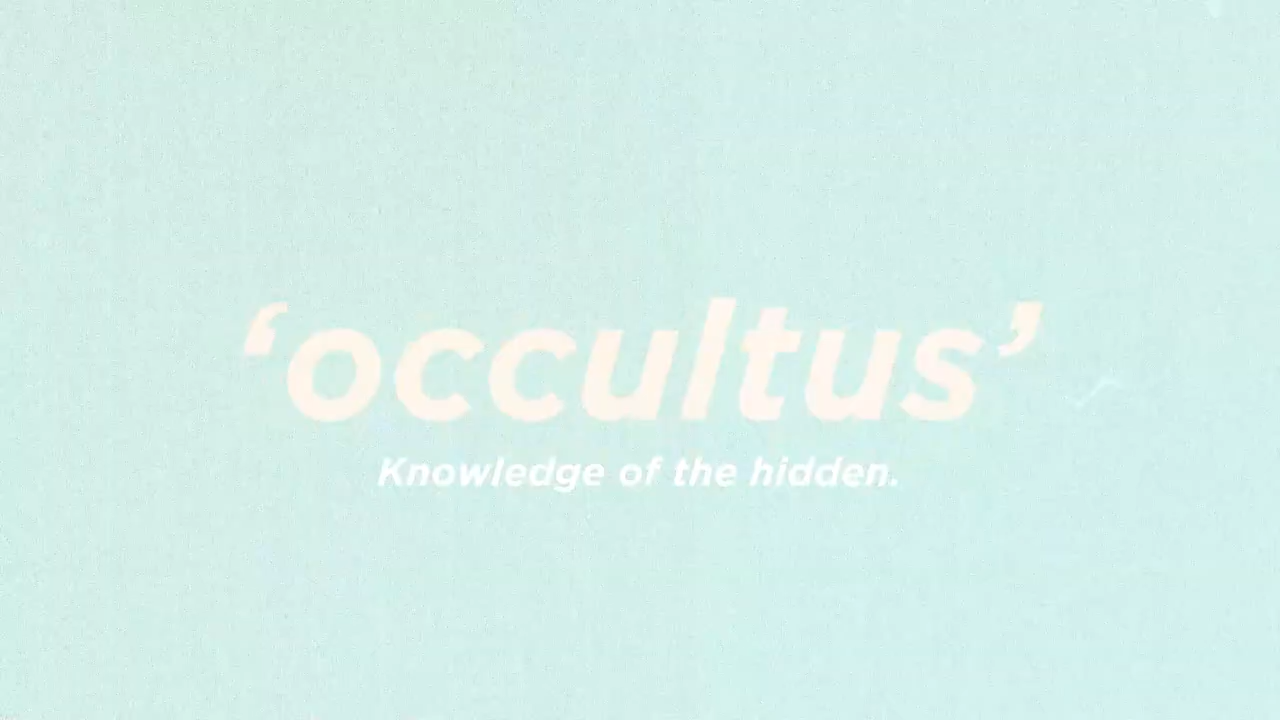 ‘occultus’
Knowledge of the hidden.